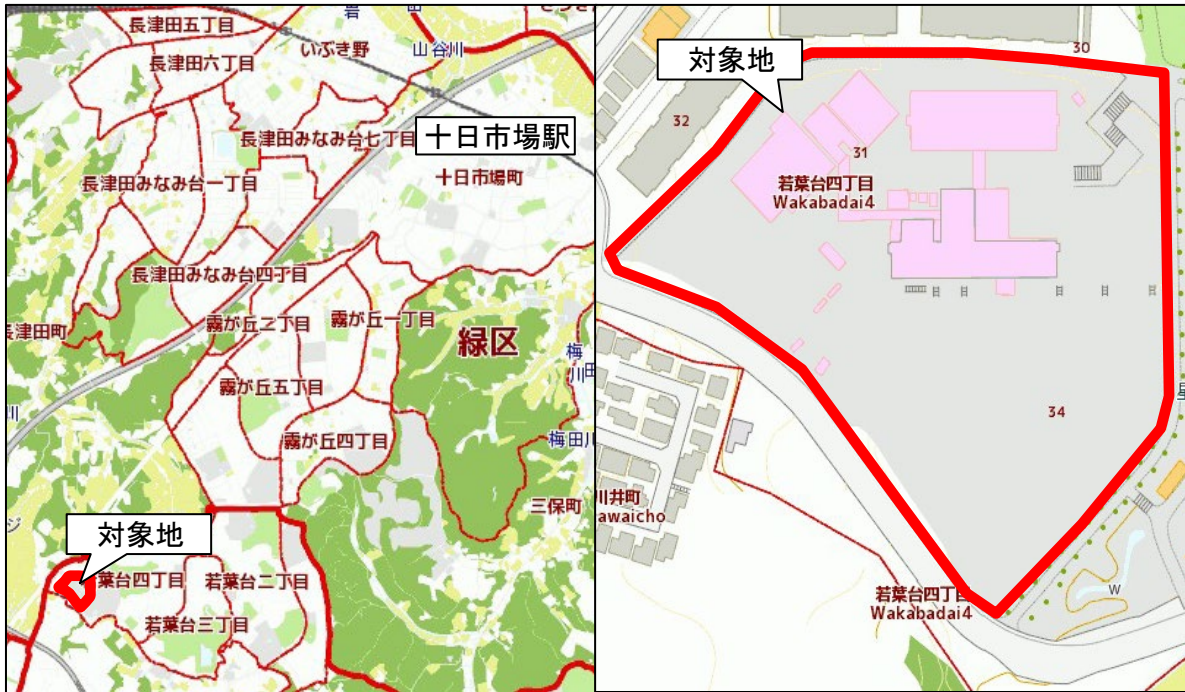 長津田五丁目
いぶき野
山谷川
長津田六丁目
長津田みなみ台七丁目
十日市場駅
十日市場町
長津田みなみ台一丁目
長津田みなみ台四丁目
霧が丘二丁目
霧が丘一丁目
緑区
長津田町
霧が丘五丁目
霧が丘四丁目
梅田川
三保町
対象地
葉台四丁目
若葉台二丁目
若葉台三丁目
対象地
30
32
31
若葉台四丁目
Wakabadai4
34
川井町
awaicho
若葉台四丁目
Wakabadai4
W